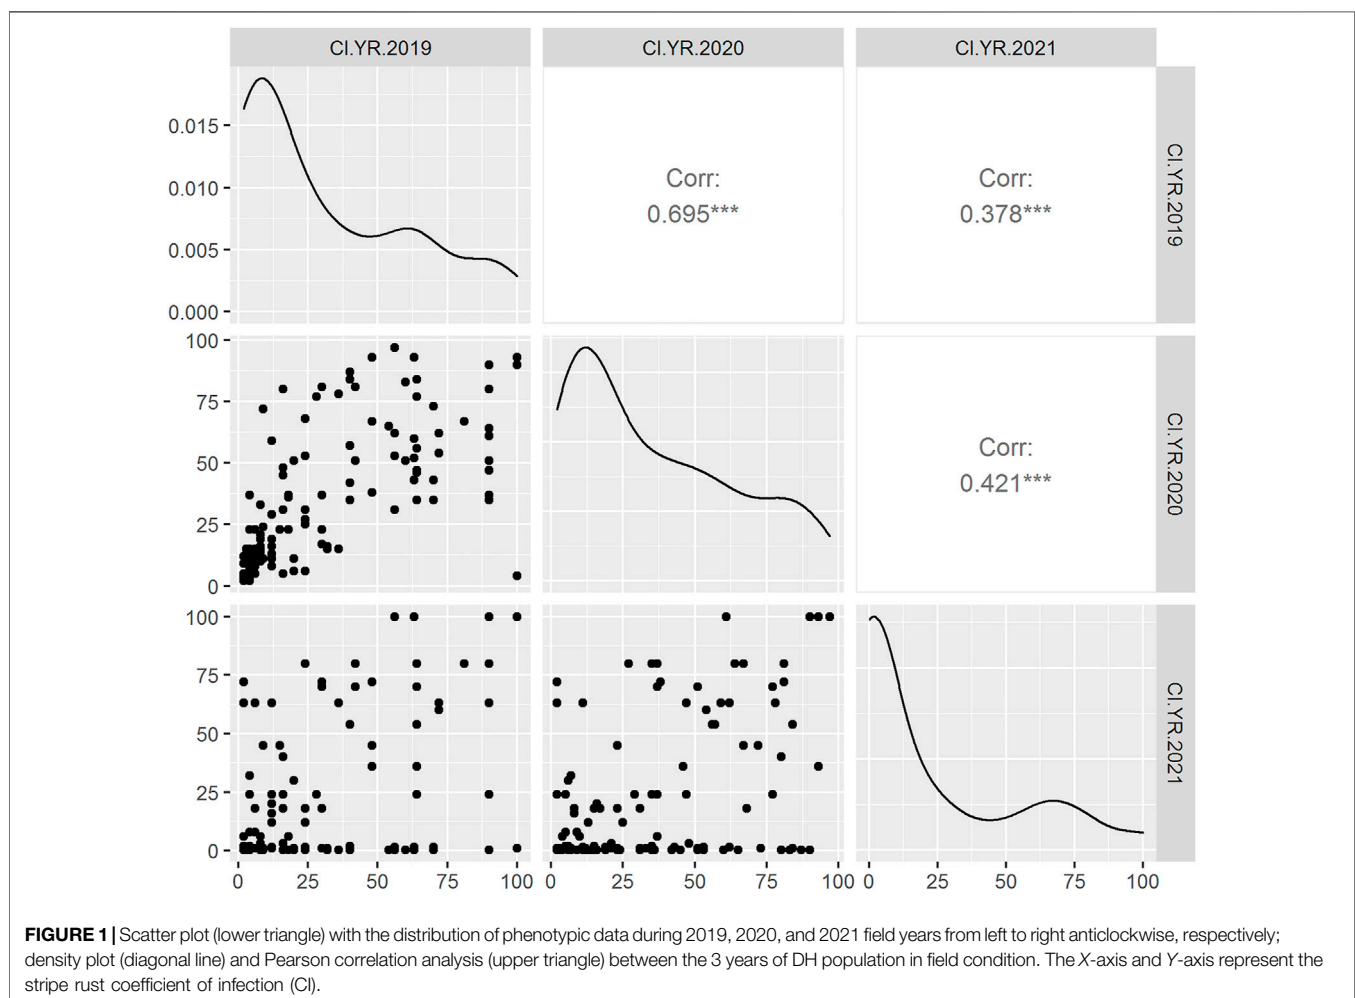 CI.YR.2019
CI.YR.2020
CI.YR.2021
0.015
0.010
0.005
0.000
Corr:
0.695***
Corr:
0.378***
CI.YR.2019
100
75
50
25
0
Corr:
0.421***
CI.YR.2020
100
75
50
25
0
CI.YR.2021
0 25 50 75 100
0 25 50 75 100
0 25 50 75 100
FIGURE 1 | Scatter plot (lower triangle) with the distribution of phenotypic data during 2019, 2020, and 2021 field years from left to right anticlockwise, respectively;
density plot (diagonal line) and Pearson correlation analysis (upper triangle) between the 3 years of DH population in field condition. The X-axis and Y-axis represent the
stripe rust coefficient of infection (CI).